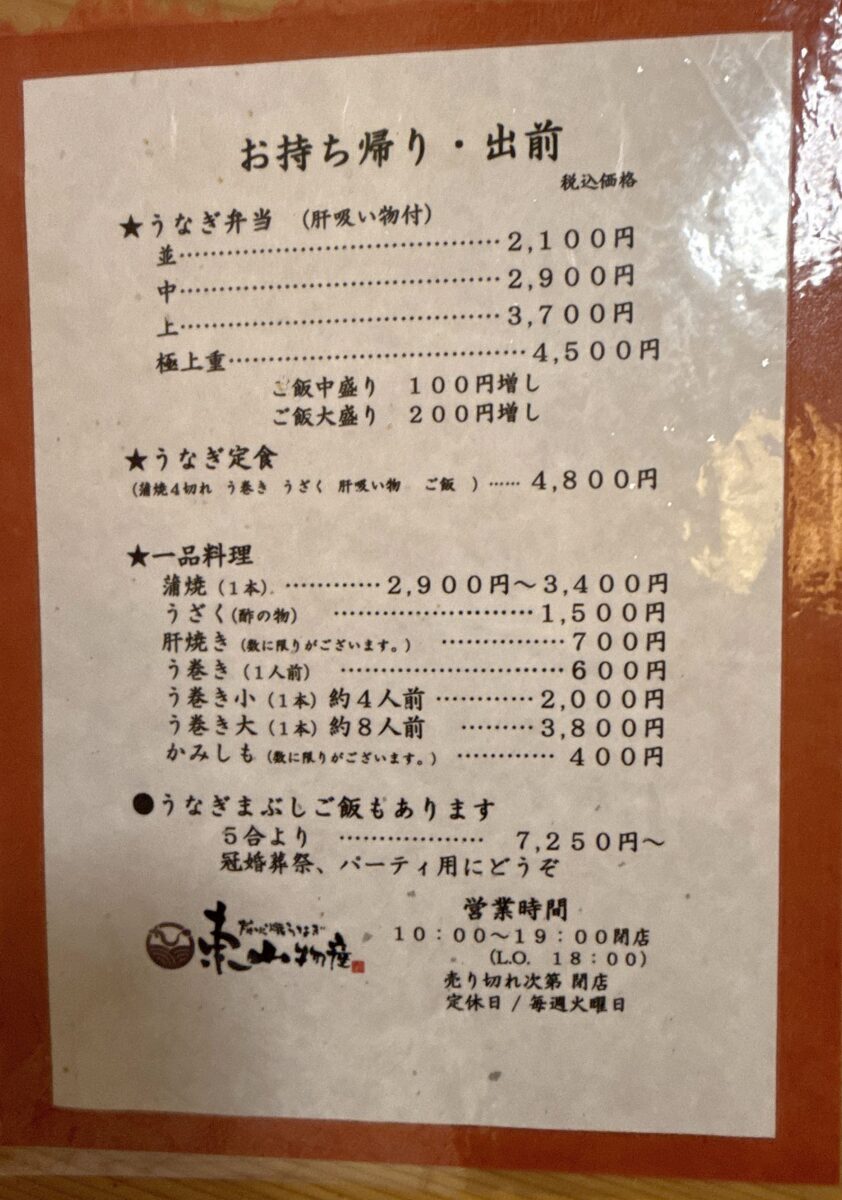 お持ち帰り・出前
税込価格
★うなぎ弁当 （肝吸い物付）
並……………………………………2,100円
中……………………………………2,900円
上……………………………………3,700円
極上重………………………………4,500円
ご飯中盛り 100円増し
ご飯大盛り 200円増し
★うなぎ定食
（蒲焼4切れ う巻き うざく 肝吸い物 ご飯 ）……4,800円
★一品料理
蒲焼（1本）…………2,900円～3,400円
うざく(酢の物) ……………………1,500円
肝焼き（数に限りがございます。） ……………700円
う巻き（1人前） ………………………600円
う巻き小（1本）約4人前…………2,000円
う巻き大（1本）約8人前 ………3,800円
かみしも（数に限りがございます。） …………400円
●うなぎまぶしご飯もあります
5合より ……………… 7,250円～
冠婚葬祭、パーティ用にどうぞ
東山物産
営業時間
10：00～19：00閉店
(L.O. 18：00)
売り切れ次第 閉店
定休日 / 毎週火曜日